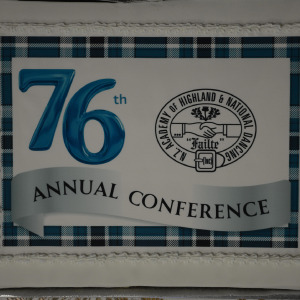 76th
N.Z. ACADEMY OF HIGHLAND & NATIONAL DANCING
"Failte"
ANNUAL CONFERENCE